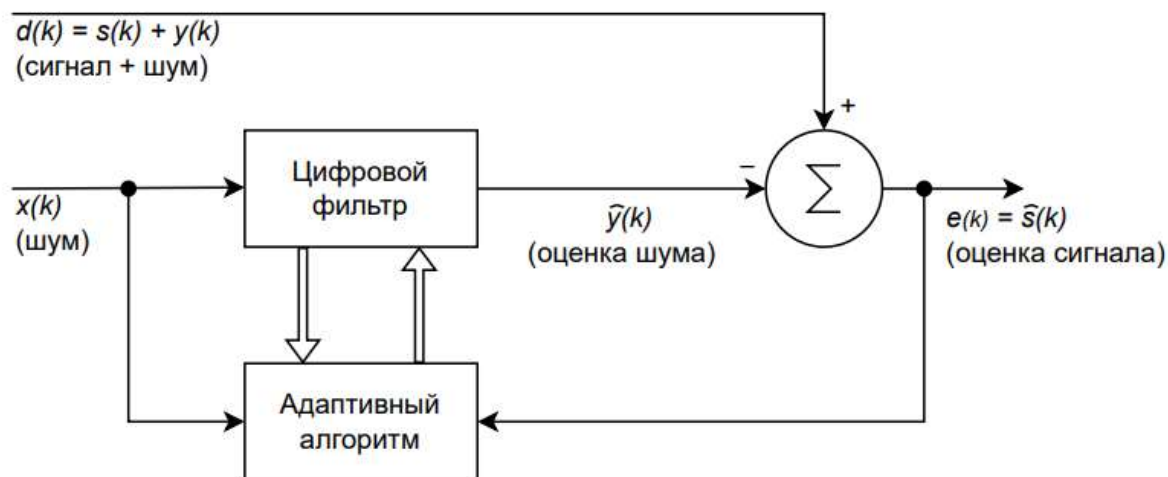 d(k) = s(k) + y(k)
(сигнал + шум)
+
Цифровой
фильтр
−
∑
x(k)
(шум)
ŷ(k)
(оценка шума)
e(k) = ŝ(k)
(оценка сигнала)
Адаптивный
алгоритм